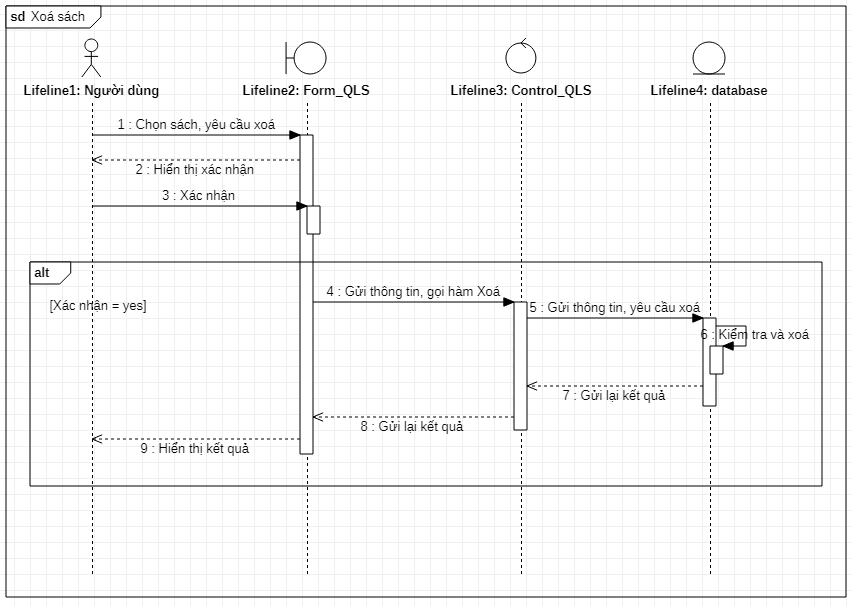 sd Xoá sách
Lifeline1: Người dùng
Lifeline2: Form_QLS
Lifeline3: Control_QLS
Lifeline4: database
1 : Chọn sách, yêu cầu xoá
2 : Hiển thị xác nhận
3 : Xác nhận
alt
[Xác nhận = yes]
4 : Gửi thông tin, gọi hàm Xoá
5 : Gửi thông tin, yêu cầu xoá
6 : Kiểm tra và xoá
7 : Gửi lại kết quả
8 : Gửi lại kết quả
9 : Hiển thị kết quả